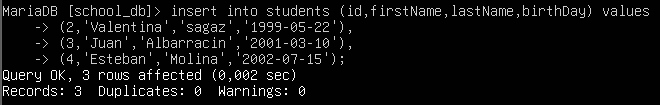 MariaDB [school_db]> insert into students (id,firstName,lastName,birthDay) values
-> (2,'Valentina','sagaz','1999-05-22'),
-> (3,'Juan','Albarracin','2001-03-10'),
-> (4,'Esteban','Molina','2002-07-15');
Query OK, 3 rows affected (0,002 sec)
Records: 3  Duplicates: 0  Warnings: 0